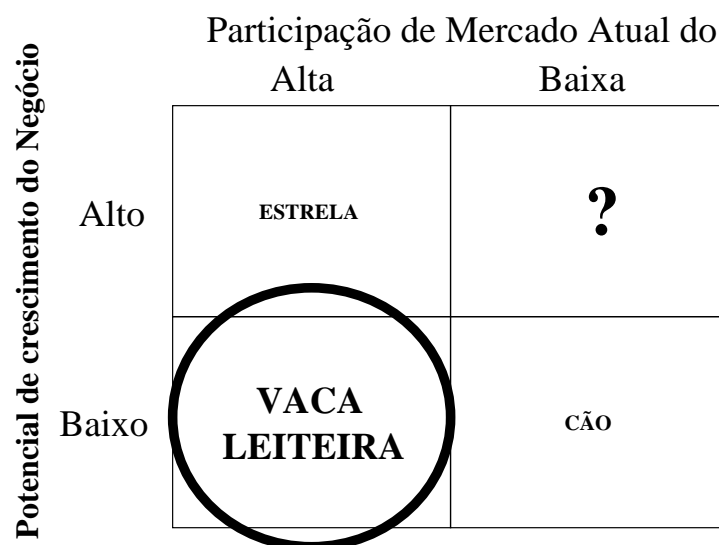 Participação de Mercado Atual do
Alta Baixa
Potencial de crescimento do Negócio
Alto ESTRELA ?
Baixo VACA LEITEIRA CÃO